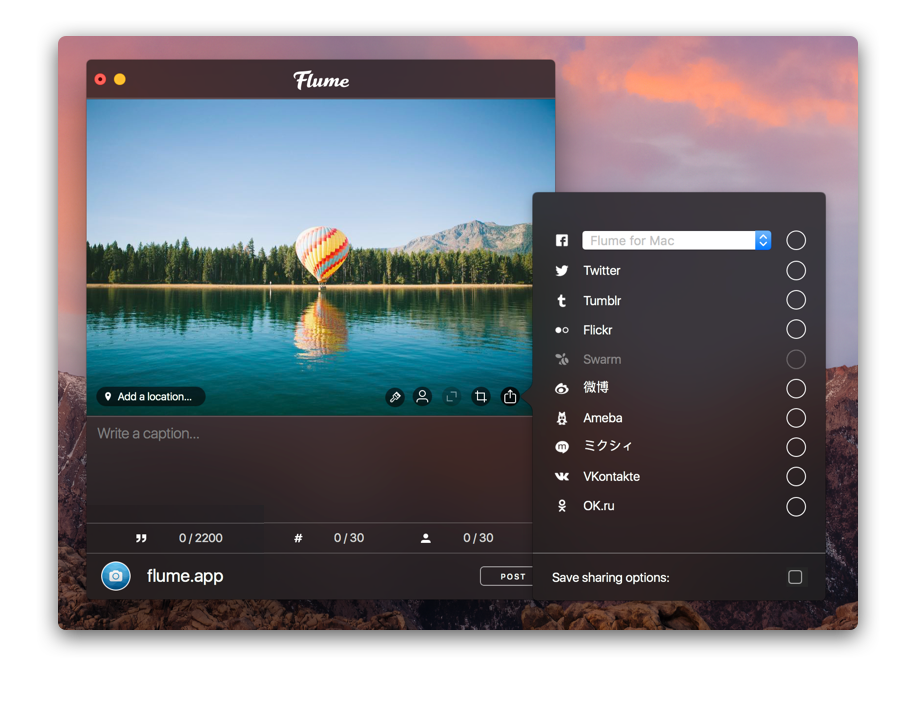 Flume
Add a location...
Write a caption...
0 / 2200
# 0 / 30
0 / 30
flume.app
POST
Flume for Mac
Twitter
Tumblr
Flickr
Swarm
微博
Ameba
ミクシィ
VKontakte
OK.ru
Save sharing options: